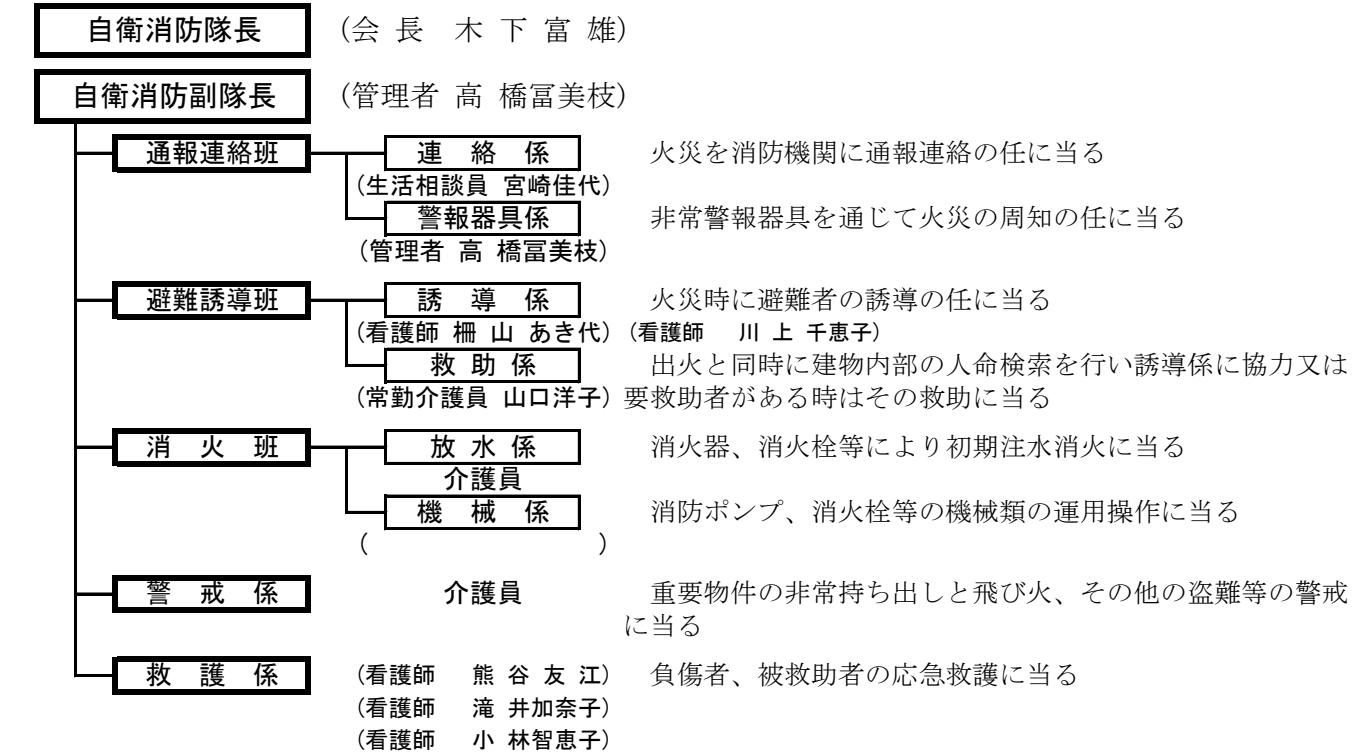 自衛消防隊長 (会 長 木 下 富 雄)
自衛消防副隊長 (管理者 高 橋冨美枝)
通報連絡班 連 絡 係 火災を消防機関に通報連絡の任に当る
(生活相談員 宮崎佳代)
警報器具係 非常警報器具を通じて火災の周知の任に当る
(管理者 高 橋冨美枝)
避難誘導班 誘 導 係 火災時に避難者の誘導の任に当る
(看護師 柵 山 あき代) (看護師 川 上 千恵子)
救 助 係 出火と同時に建物内部の人命検索を行い誘導係に協力又は
(常勤介護員 山口洋子) 要救助者がある時はその救助に当る
消 火 班 放 水 係 消火器、消火栓等により初期注水消火に当る
介護員
機 械 係 消防ポンプ、消火栓等の機械類の運用操作に当る
( )
警 戒 係 介護員 重要物件の非常持ち出しと飛び火、その他の盗難等の警戒
に当る
救 護 係 (看護師 熊 谷 友 江) 負傷者、被救助者の応急救護に当る
(看護師 滝 井加奈子)
(看護師 小 林智恵子)